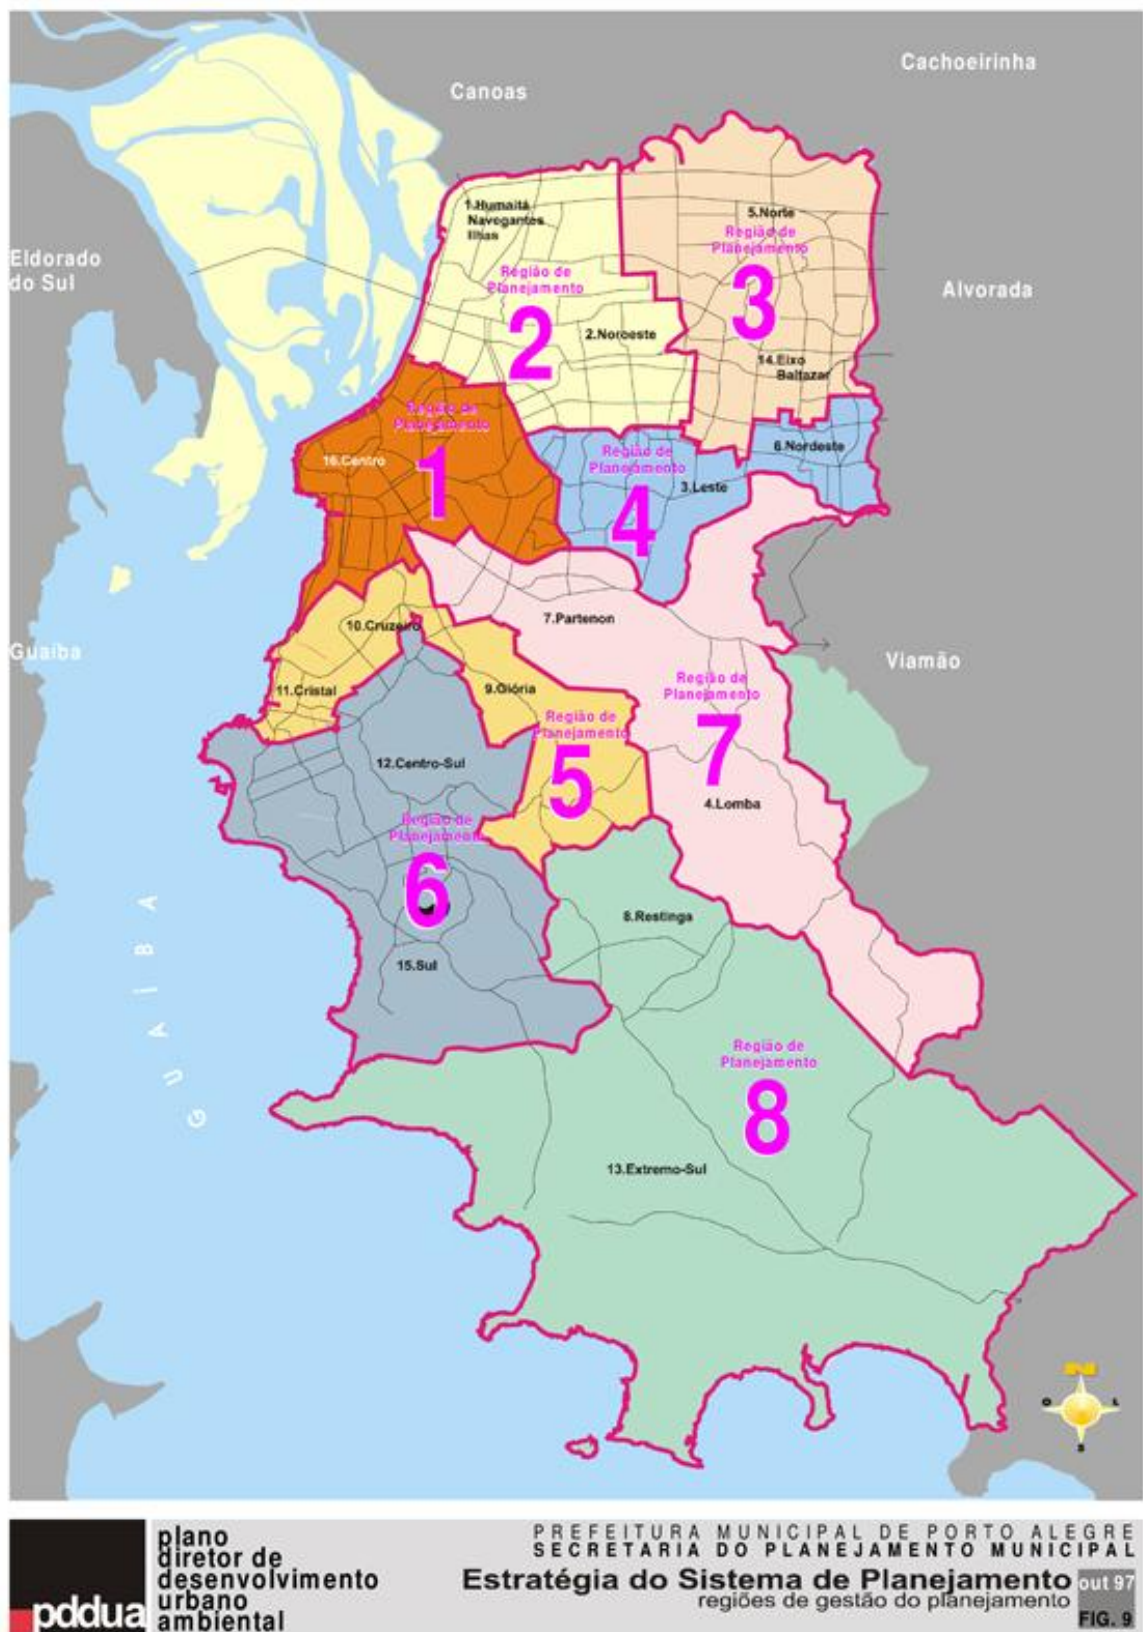 Cachoeirinha
Canoas
1.Humaitá
Navegantes
Ilhas
5.Norte
Região de
Planejamento
3
Eldorado
do Sul
Região de
Planejamento
2
Alvorada
2.Noroeste
14.Eixo
Baltazar
Região de
Planejamento
1
16.Centro
6.Nordeste
Região de
Planejamento
4
3.Leste
7.Partenon
10.Cruzeiro
Guaíba
Viamão
11.Cristal
9.Glória
Região de
Planejamento
7
Região de
Planejamento
5
12.Centro-Sul
4.Lomba
Região de
Planejamento
6
8.Restinga
15.Sul
GUAÍBA
Região de
Planejamento
8
13.Extremo-Sul
N
O L
S
pddua
plano
diretor de
desenvolvimento
urbano
ambiental
PREFEITURA MUNICIPAL DE PORTO ALEGRE
SECRETARIA DO PLANEJAMENTO MUNICIPAL
Estratégia do Sistema de Planejamento
regiões de gestão do planejamento
out 97
FIG. 9